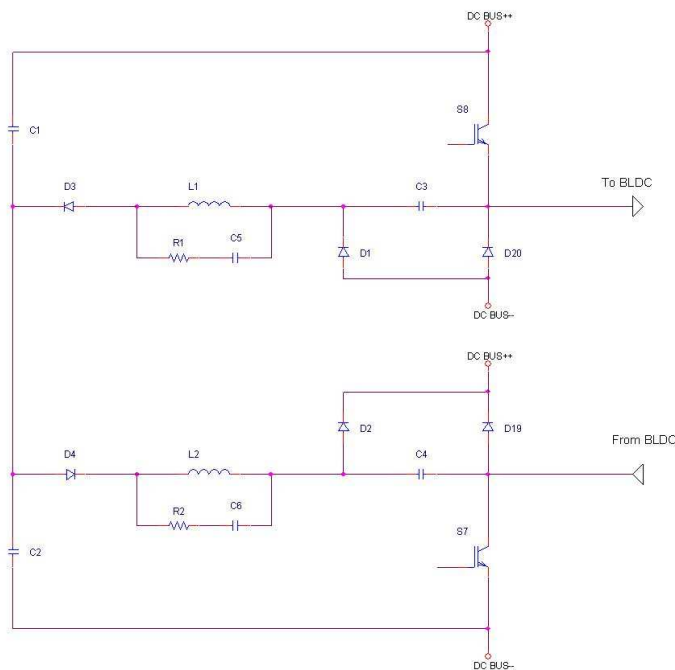 DC BUS++
S8
C1
To BLDC
D3
L1
C3
R1
C5
D1
D20
DC BUS--
DC BUS++
D2
D19
From BLDC
D4
L2
C4
R2
C6
S7
C2
DC BUS--